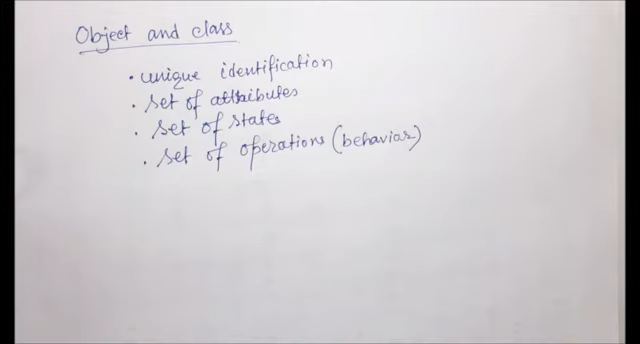 Object and class
• unique identification
• set of attributes
• set of states
• set of operations (behavior)